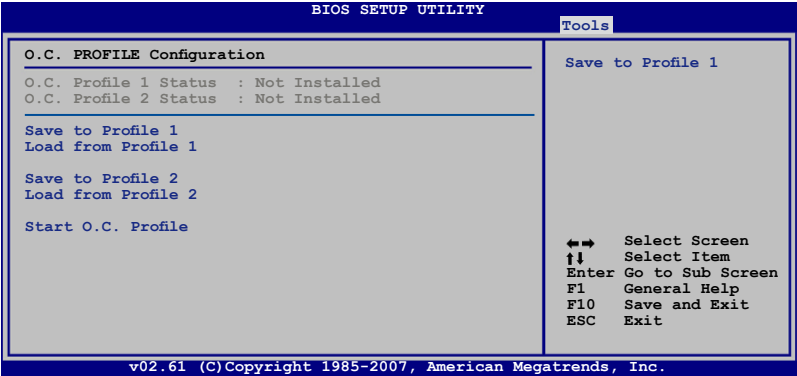 BIOS SETUP UTILITY
Tools
O.C. PROFILE Configuration
O.C. Profile 1 Status : Not Installed
O.C. Profile 2 Status : Not Installed
Save to Profile 1
Load from Profile 1
Save to Profile 2
Load from Profile 2
Start O.C. Profile
Save to Profile 1
←→ Select Screen
↑↓ Select Item
Enter Go to Sub Screen
F1 General Help
F10 Save and Exit
ESC Exit
v02.61 (C)Copyright 1985-2007, American Megatrends, Inc.